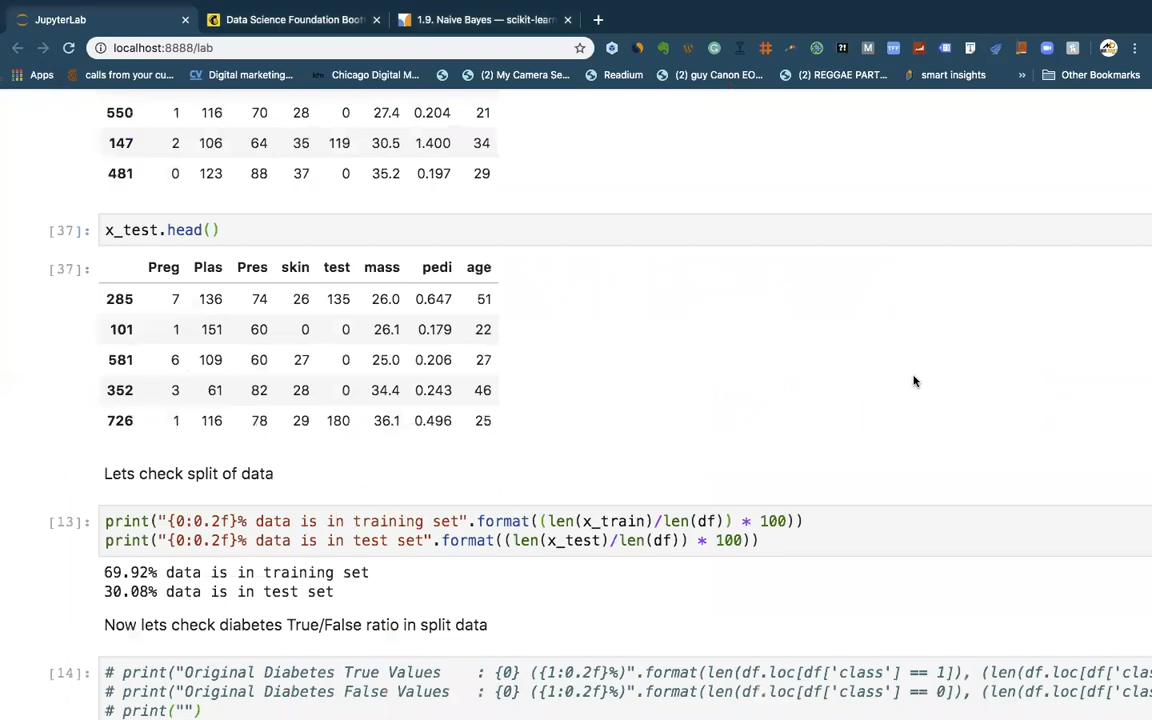 JupyterLab
Data Science Foundation Boot
1.9. Naive Bayes — scikit-learn
localhost:8888/lab
Apps calls from your cu... Digital marketing... Chicago Digital M... (2) My Camera Se... Readium (2) guy Canon EO... (2) REGGAE PART... smart insights » Other Bookmarks
550 1 116 70 28 0 27.4 0.204 21
147 2 106 64 35 119 30.5 1.400 34
481 0 123 88 37 0 35.2 0.197 29
[37]: x_test.head()
[37]: Preg Plas Pres skin test mass pedi age
285 7 136 74 26 135 26.0 0.647 51
101 1 151 60 0 0 26.1 0.179 22
581 6 109 60 27 0 25.0 0.206 27
352 3 61 82 28 0 34.4 0.243 46
726 1 116 78 29 180 36.1 0.496 25
Lets check split of data
[13]: print("{0:0.2f}% data is in training set".format((len(x_train)/len(df)) * 100))
print("{0:0.2f}% data is in test set".format((len(x_test)/len(df)) * 100))
69.92% data is in training set
30.08% data is in test set
Now lets check diabetes True/False ratio in split data
[14]: # print("Original Diabetes True Values : {0} ({1:0.2f}%)".format(len(df.loc[df['class'] == 1]), (len(df.loc[df['clas
# print("Original Diabetes False Values : {0} ({1:0.2f}%)".format(len(df.loc[df['class'] == 0]), (len(df.loc[df['clas
# print("")